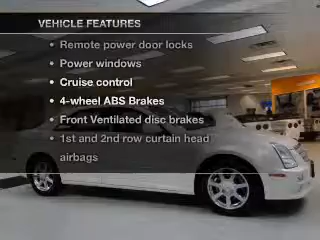 VEHICLE FEATURES
• Remote power door locks
• Power windows
• Cruise control
• 4-wheel ABS Brakes
• Front Ventilated disc brakes
• 1st and 2nd row curtain head
airbags